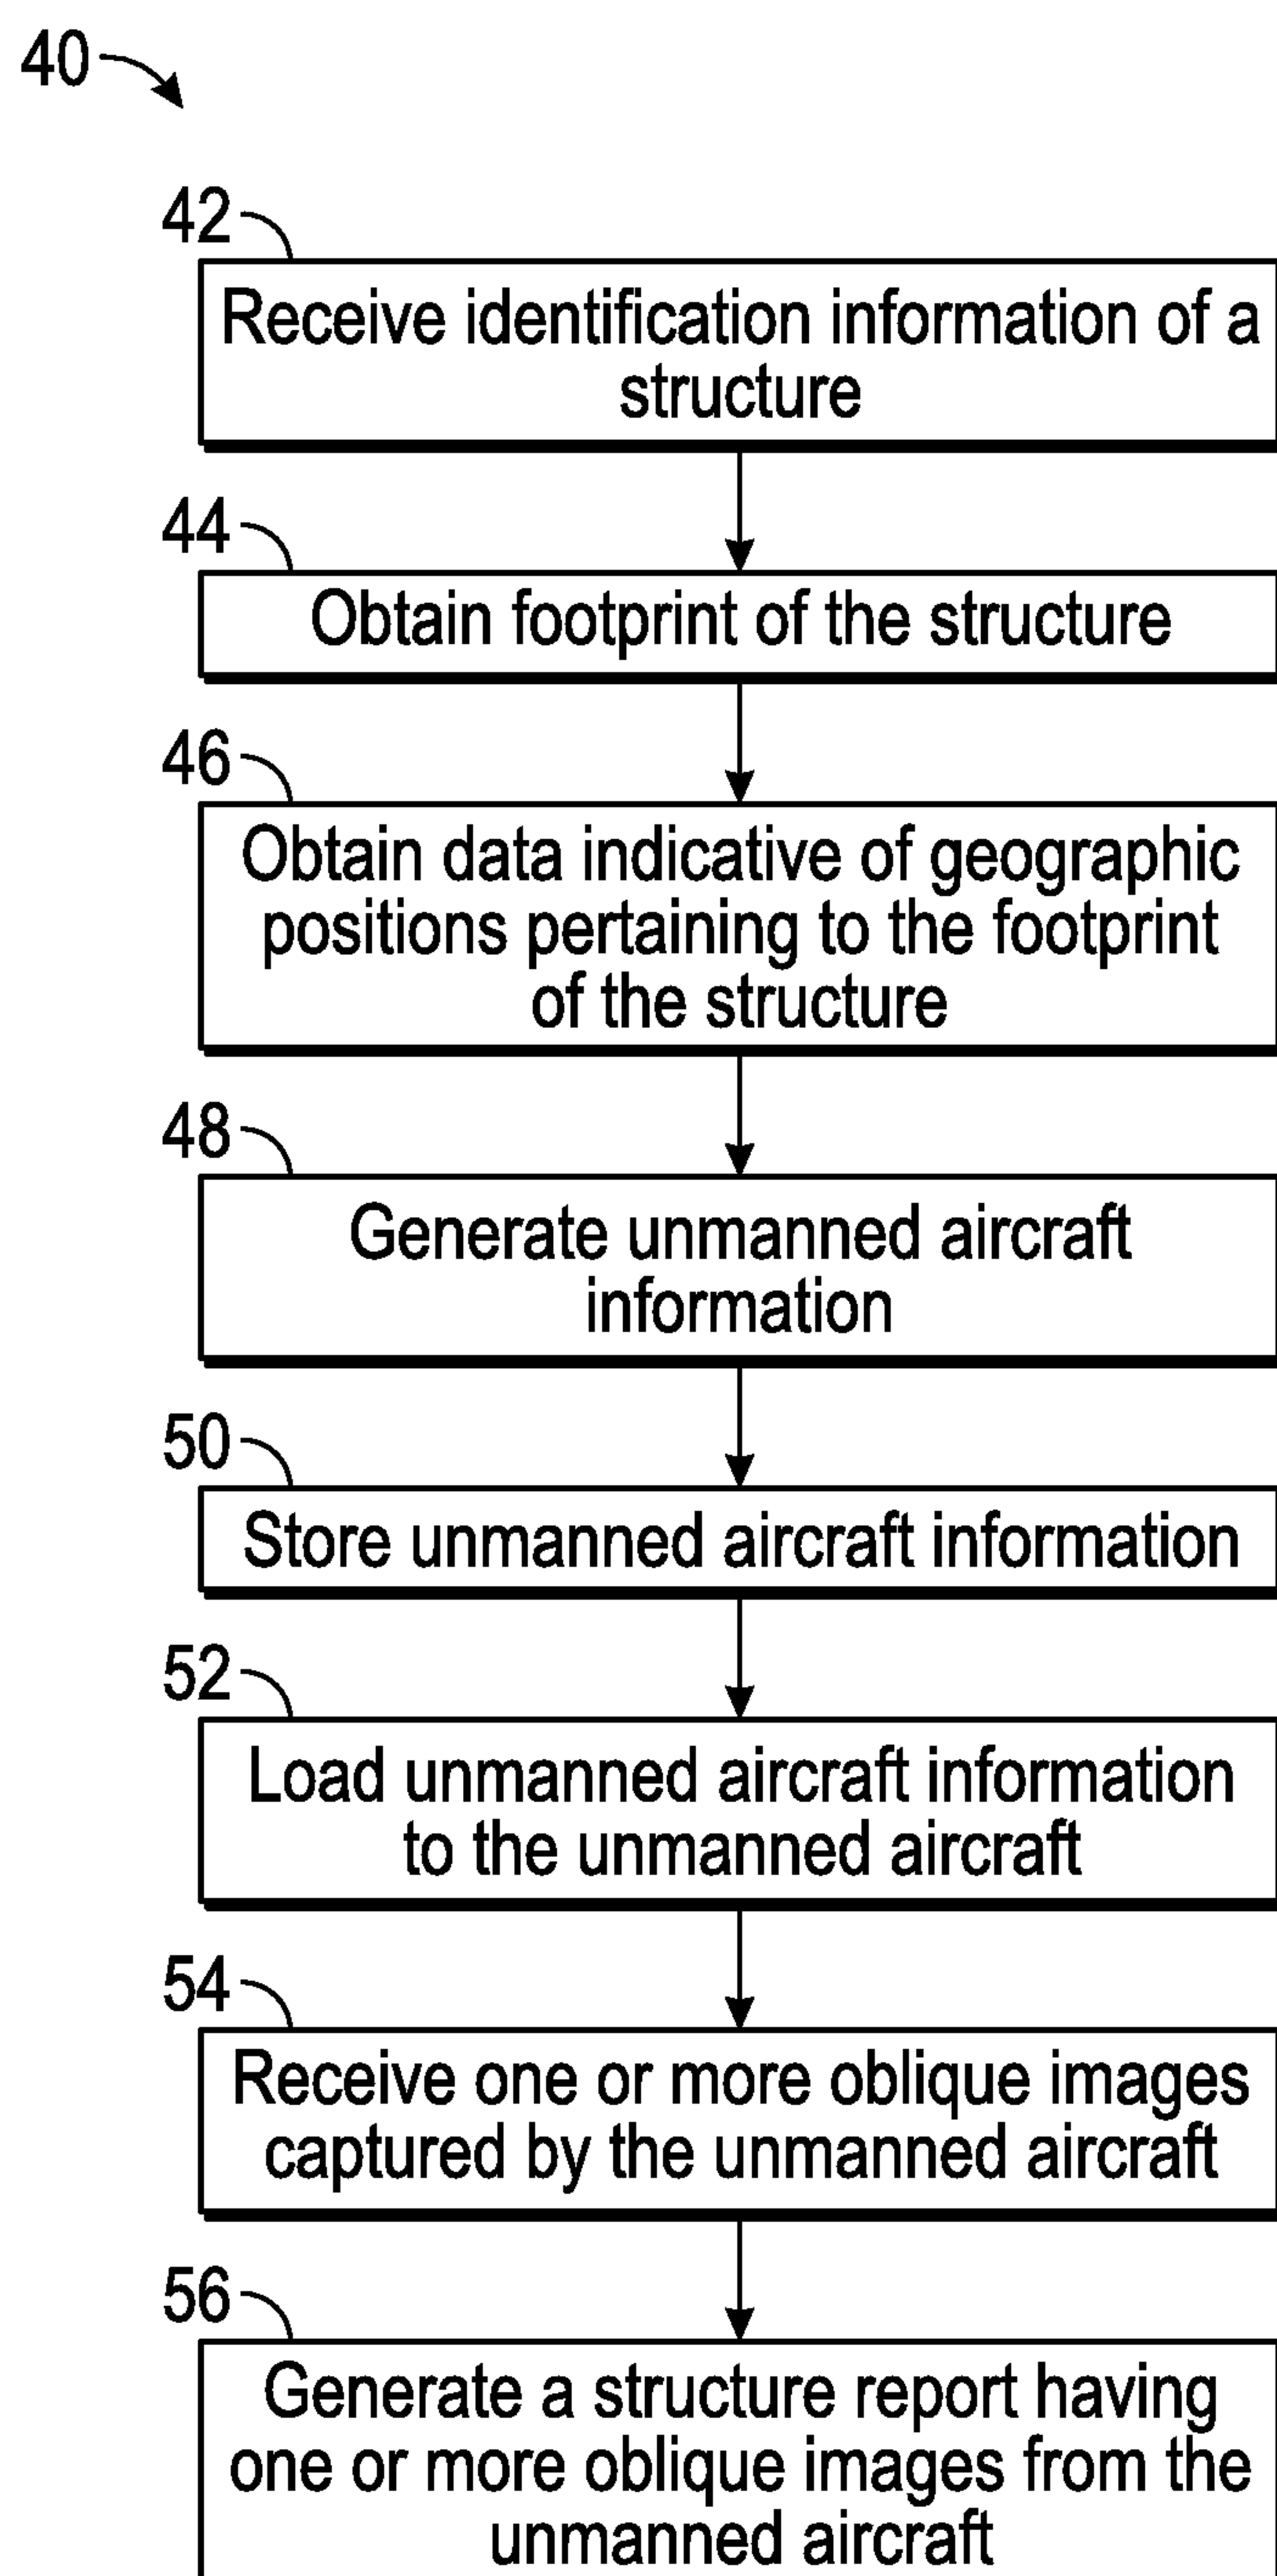 40
42
Receive identification information of a
structure
44
Obtain footprint of the structure
46
Obtain data indicative of geographic
positions pertaining to the footprint
of the structure
48
Generate unmanned aircraft
information
50
Store unmanned aircraft information
52
Load unmanned aircraft information
to the unmanned aircraft
54
Receive one or more oblique images
captured by the unmanned aircraft
56
Generate a structure report having
one or more oblique images from the
unmanned aircraft